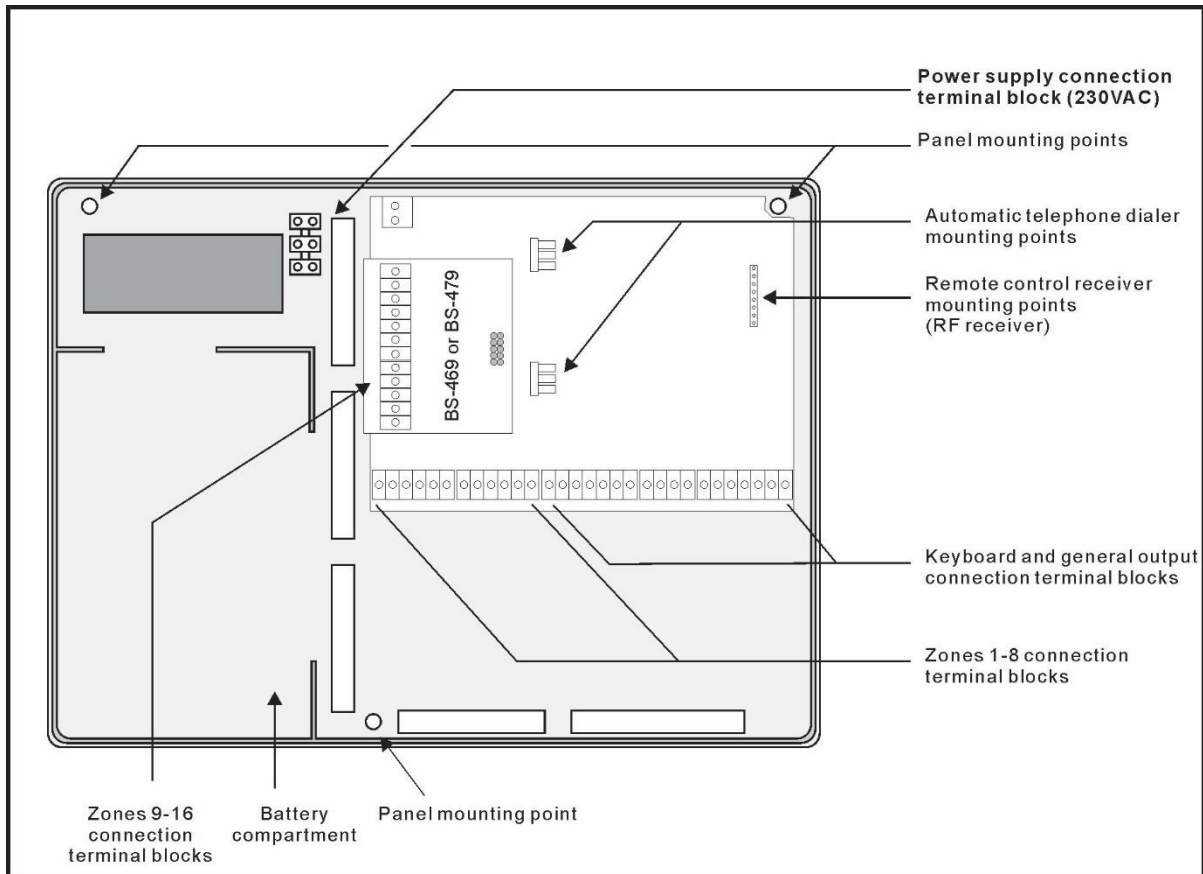 Power supply connection
terminal block (230VAC)
Panel mounting points
Automatic telephone dialer
mounting points
Remote control receiver
mounting points
(RF receiver)
BS-469 or BS-479
Keyboard and general output
connection terminal blocks
Zones 1-8 connection
terminal blocks
Zones 9-16
connection
terminal blocks
Battery
compartment
Panel mounting point